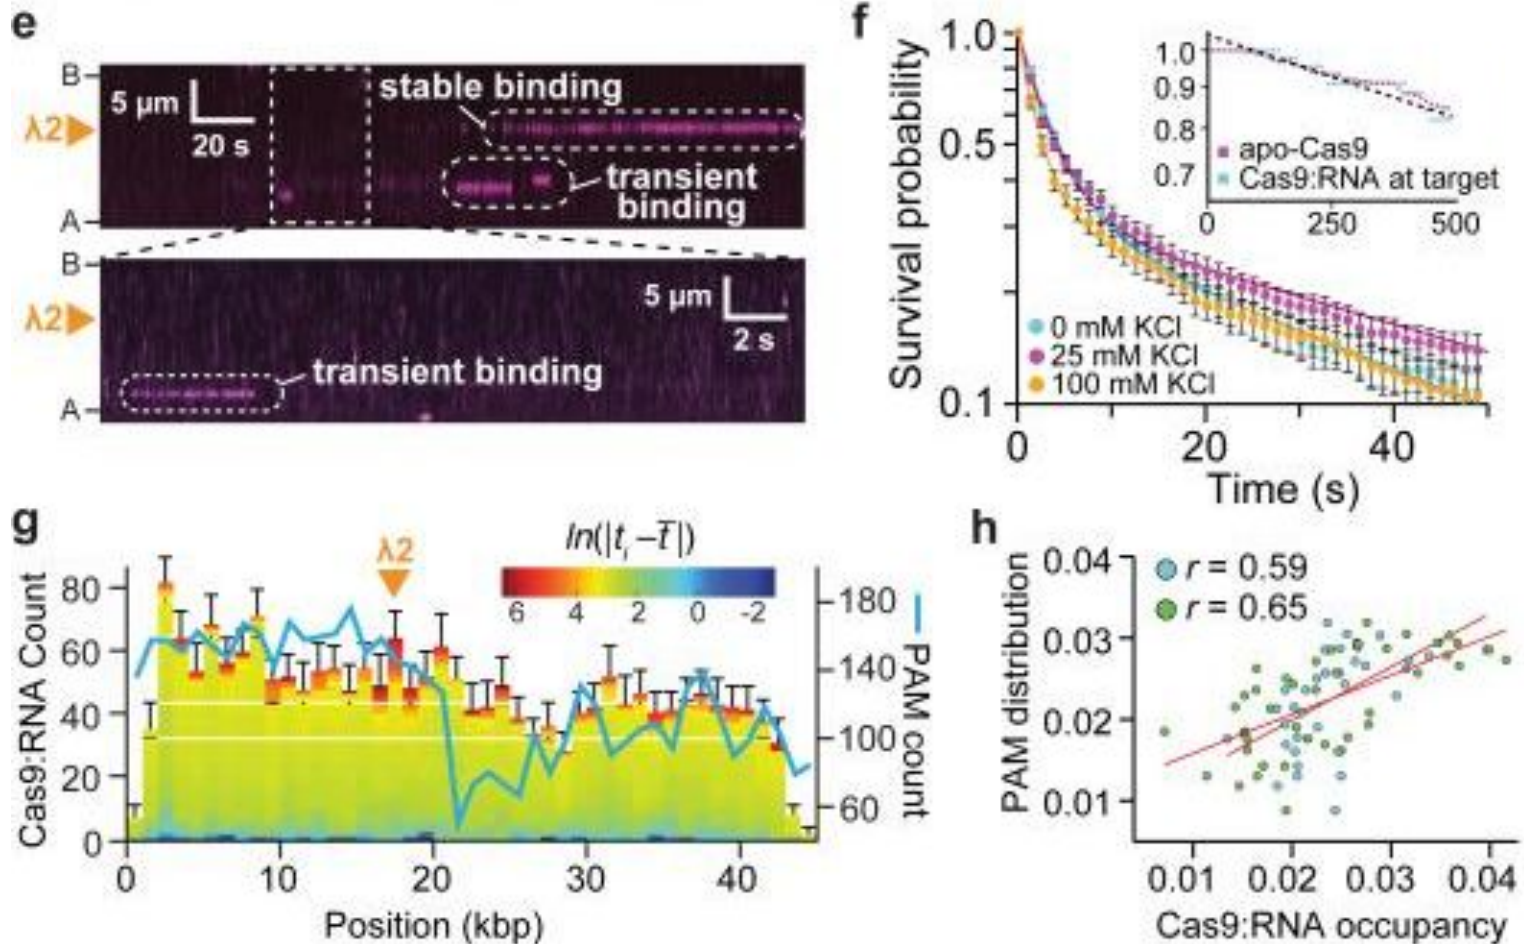 e
B
5 μm
20 s
λ2
A
stable binding
transient
binding
B
5 μm
2 s
λ2
A
transient binding
f
Survival probability
1.0
0.5
0.1
0 mM KCl
25 mM KCl
100 mM KCl
0 20 40
Time (s)
1.0
0.9
0.8
0.7
apo-Cas9
Cas9:RNA at target
0 250 500
g
Cas9:RNA Count
80
60
40
20
0
λ2
ln(|ti – t̅|)
6 4 2 0 -2
180
140
100
60
PAM count
0 10 20 30 40
Position (kbp)
h
PAM distribution
0.04
0.03
0.02
0.01
r = 0.59
r = 0.65
0.01 0.02 0.03 0.04
Cas9:RNA occupancy